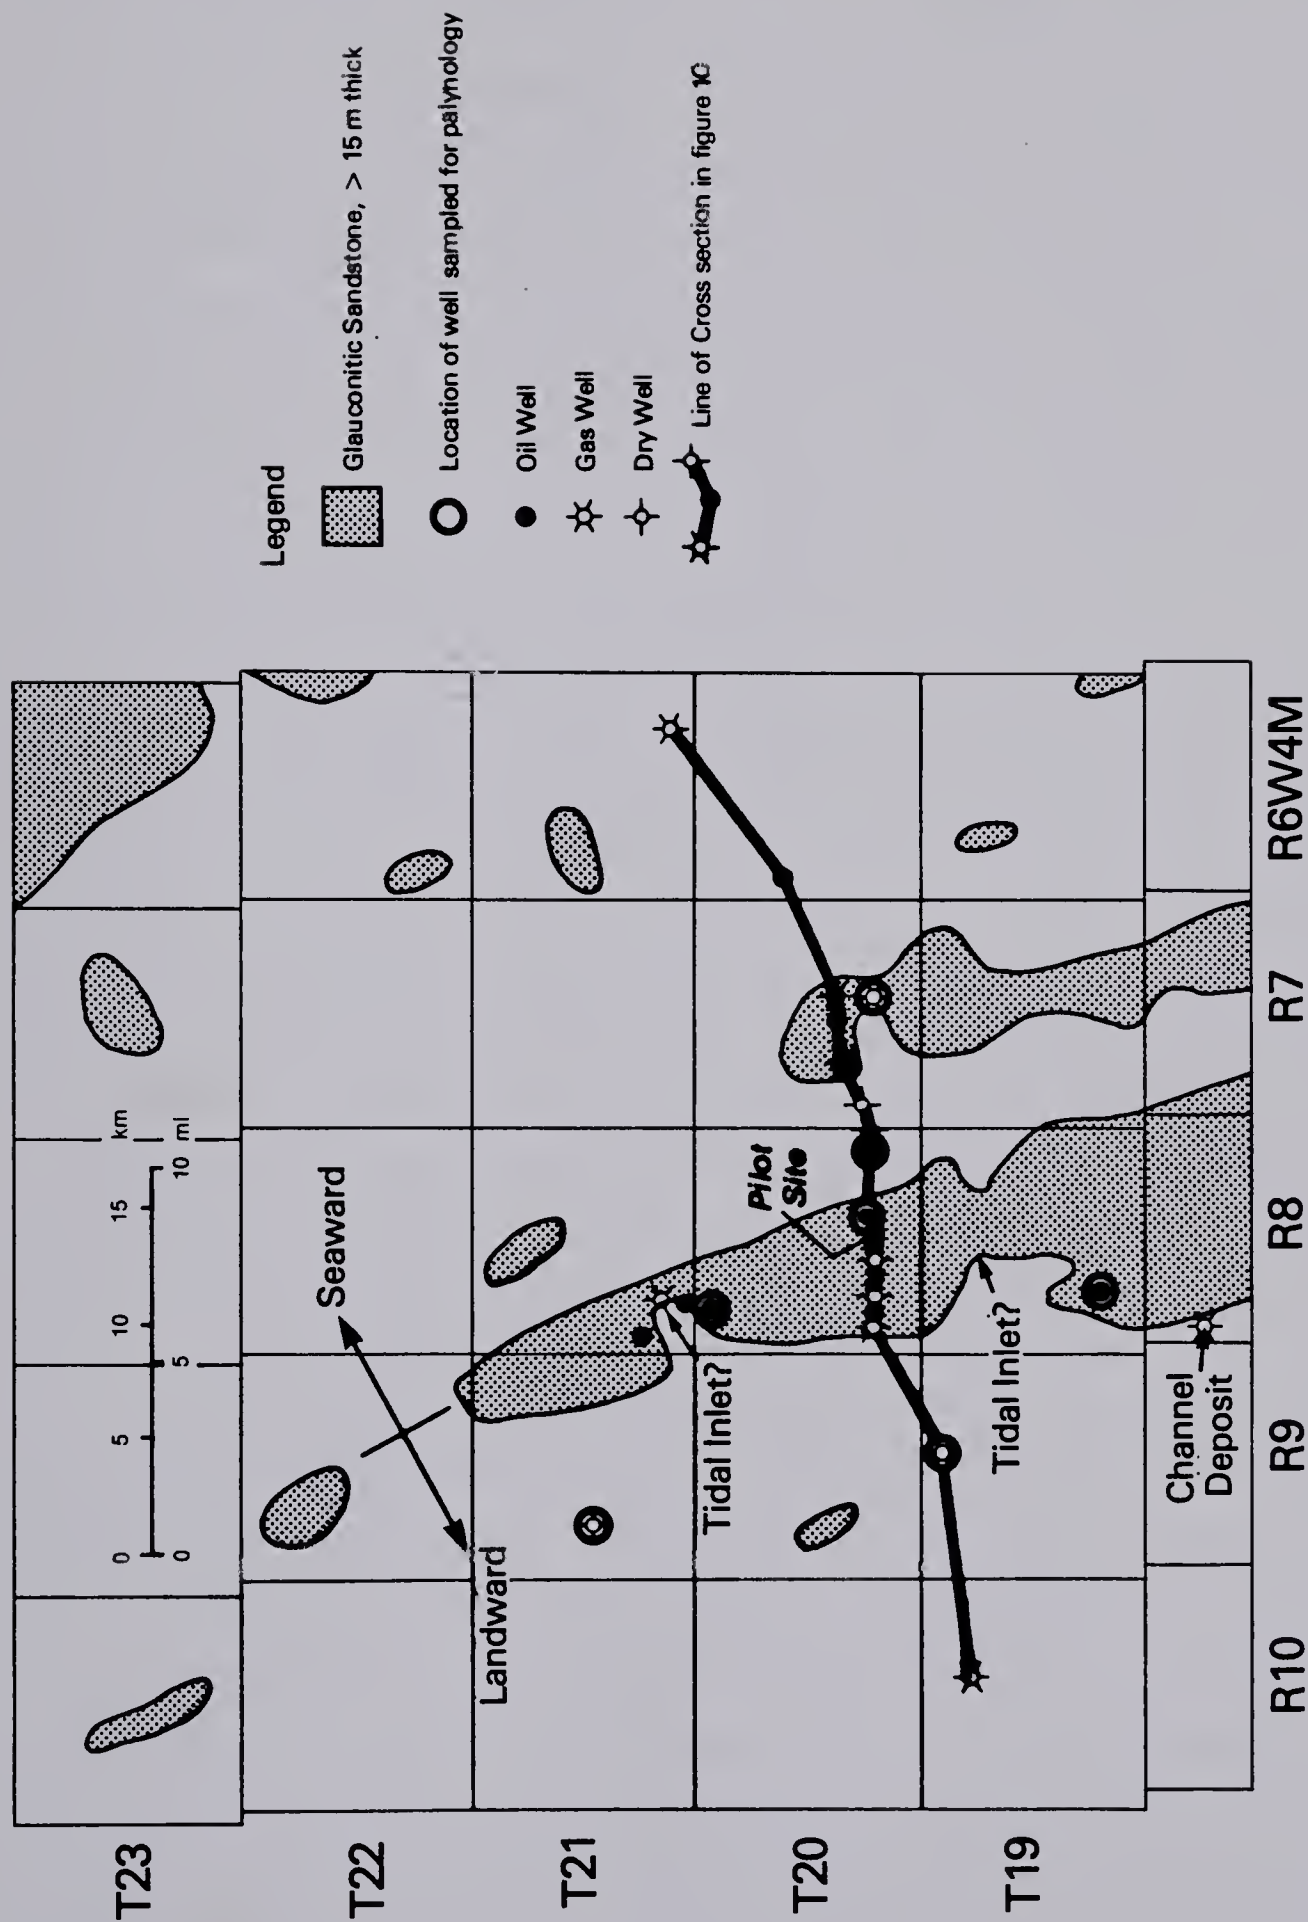 T23
T22
T21
T20
T19
R10
R9
R8
R7
R6W4M
0 5 10 15 km
0 5 10 ml
Landward
Seaward
Tidal Inlet?
Pilot
Site
Tidal Inlet?
Channel
Deposit
Legend
Glauconitic Sandstone, > 15 m thick
Location of well sampled for palynology
Oil Well
Gas Well
Dry Well
Line of Cross section in figure 10